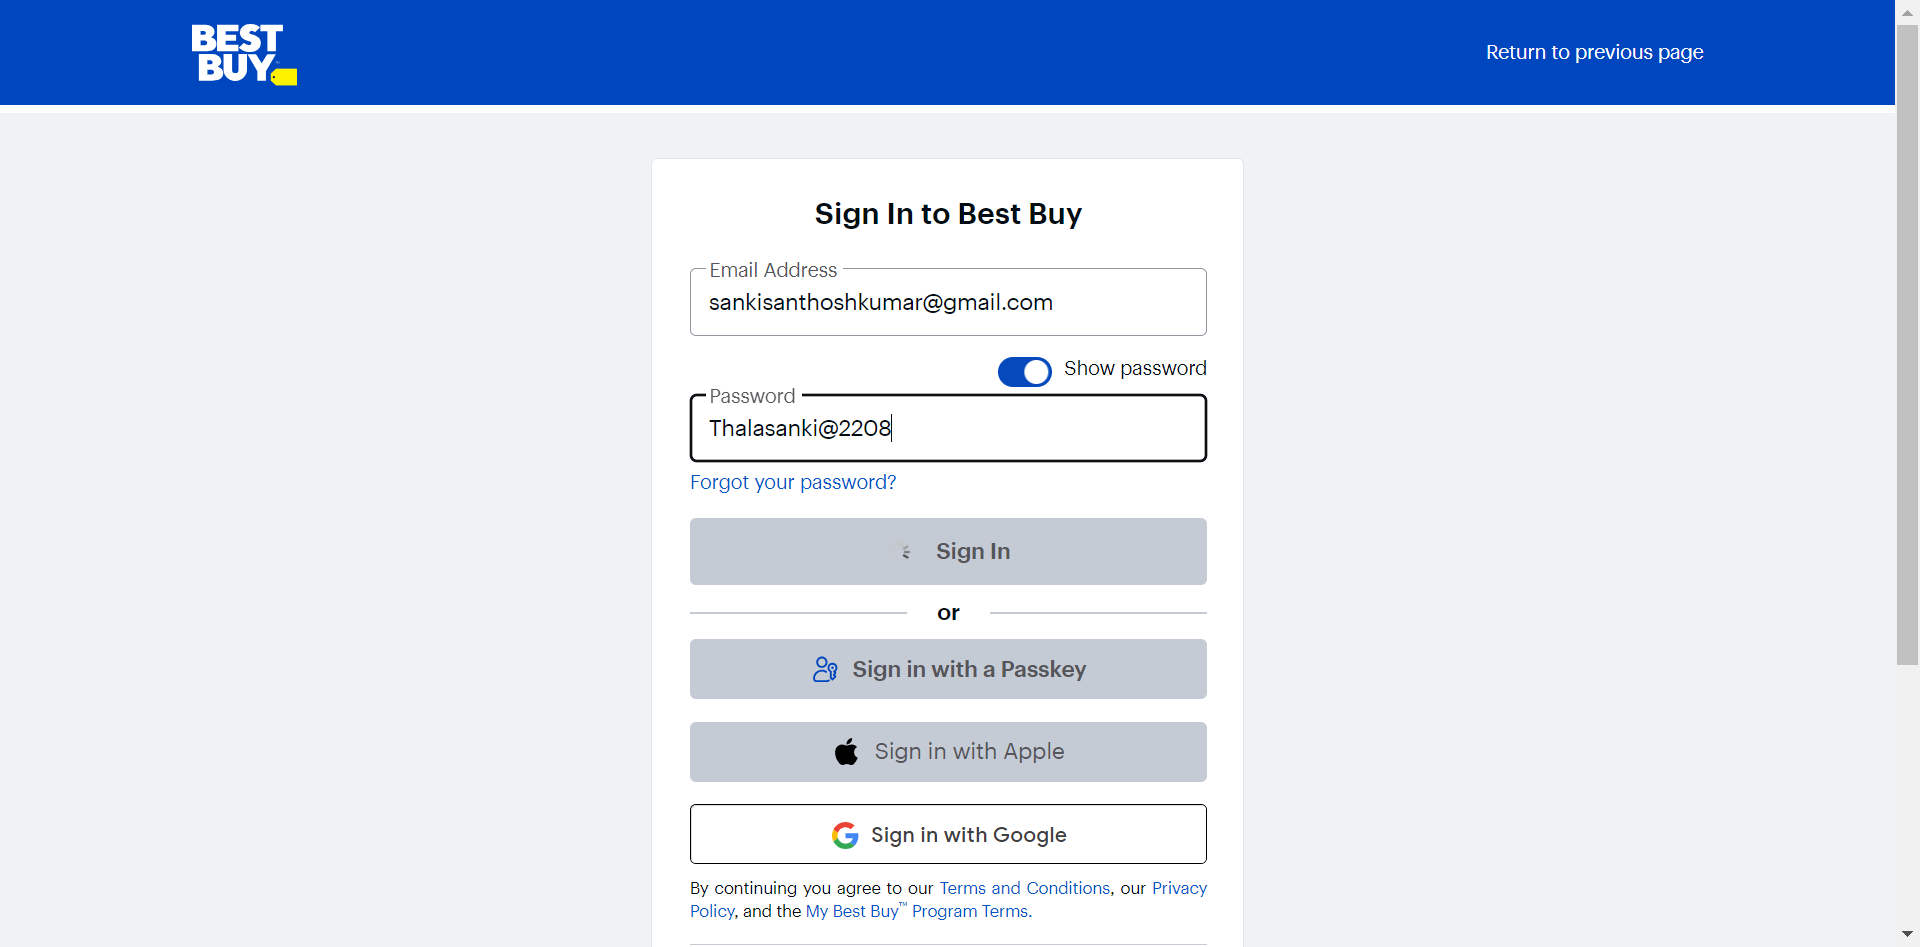 BEST
BUY
Return to previous page
Sign In to Best Buy
Email Address
sankisanthoshkumar@gmail.com
Show password
Password
Thalasanki@2208
Forgot your password?
Sign In
or
Sign in with a Passkey
Sign in with Apple
Sign in with Google
By continuing you agree to our Terms and Conditions, our Privacy
Policy, and the My Best Buy™ Program Terms.